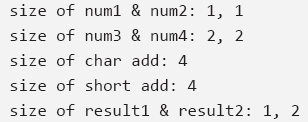 size of num1 & num2: 1, 1
size of num3 & num4: 2, 2
size of char add: 4
size of short add: 4
size of result1 & result2: 1, 2